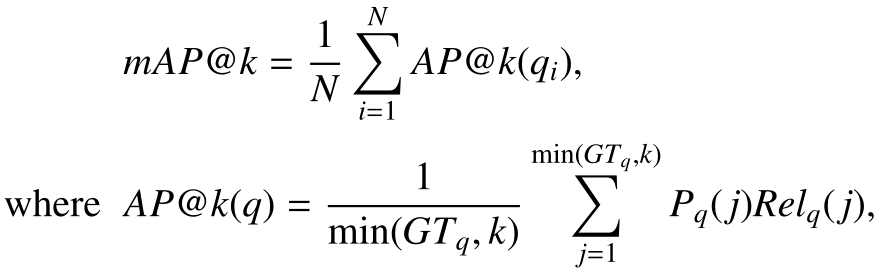 mAP@k = \frac{1}{N} \sum_{i=1}^{N} AP@k(q_i),
where AP@k(q) = \frac{1}{\min(GT_q, k)} \sum_{j=1}^{\min(GT_q,k)} P_q(j)Rel_q(j),